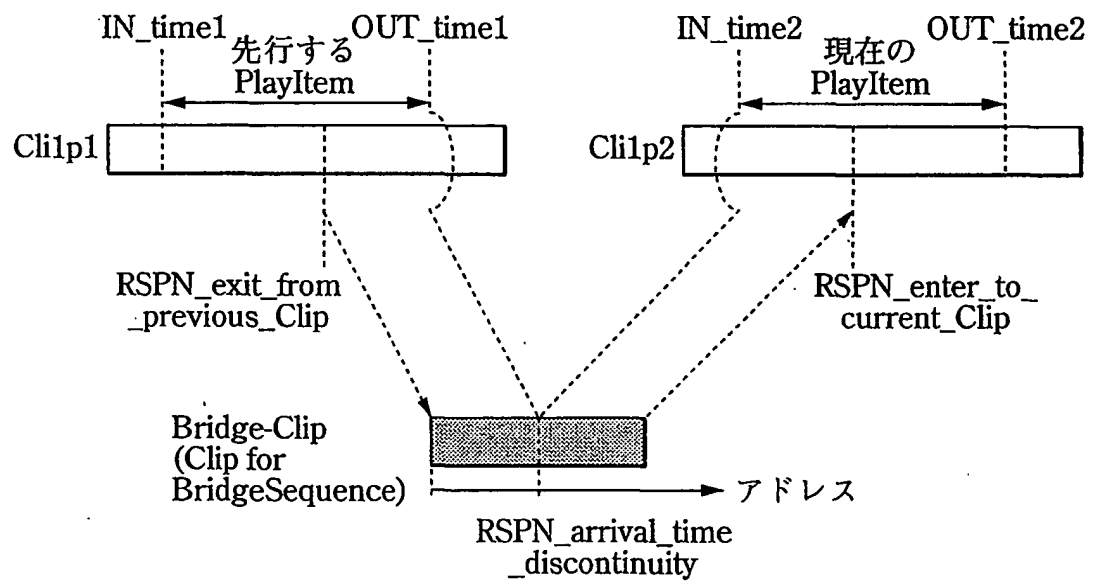 IN_time1 OUT_time1 IN_time2 OUT_time2
先行する
PlayItem
現在の
PlayItem
Cli1p1
Cli1p2
RSPN_exit_from
_previous_Clip
RSPN_enter_to_
current_Clip
Bridge-Clip
(Clip for
BridgeSequence)
アドレス
RSPN_arrival_time
_discontinuity